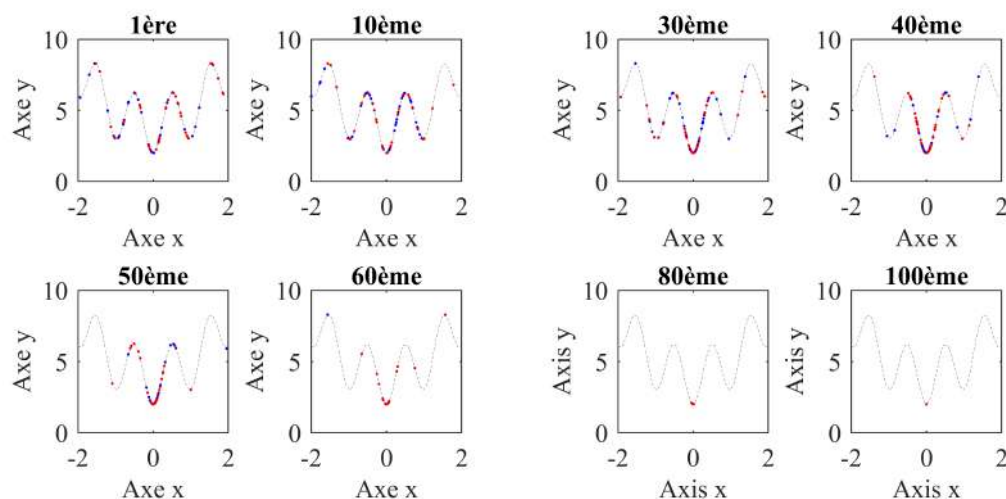 1ère 10ème 30ème 40ème
10 10 10 10
Axe y Axe y Axe y Axe y
5 5 5 5
0 0 0 0
-2 0 2 -2 0 2 -2 0 2 -2 0 2
Axe x Axe x Axe x Axe x
50ème 60ème 80ème 100ème
10 10 10 10
Axe y Axe y Axis y Axis y
5 5 5 5
0 0 0 0
-2 0 2 -2 0 2 -2 0 2 -2 0 2
Axe x Axe x Axis x Axis x